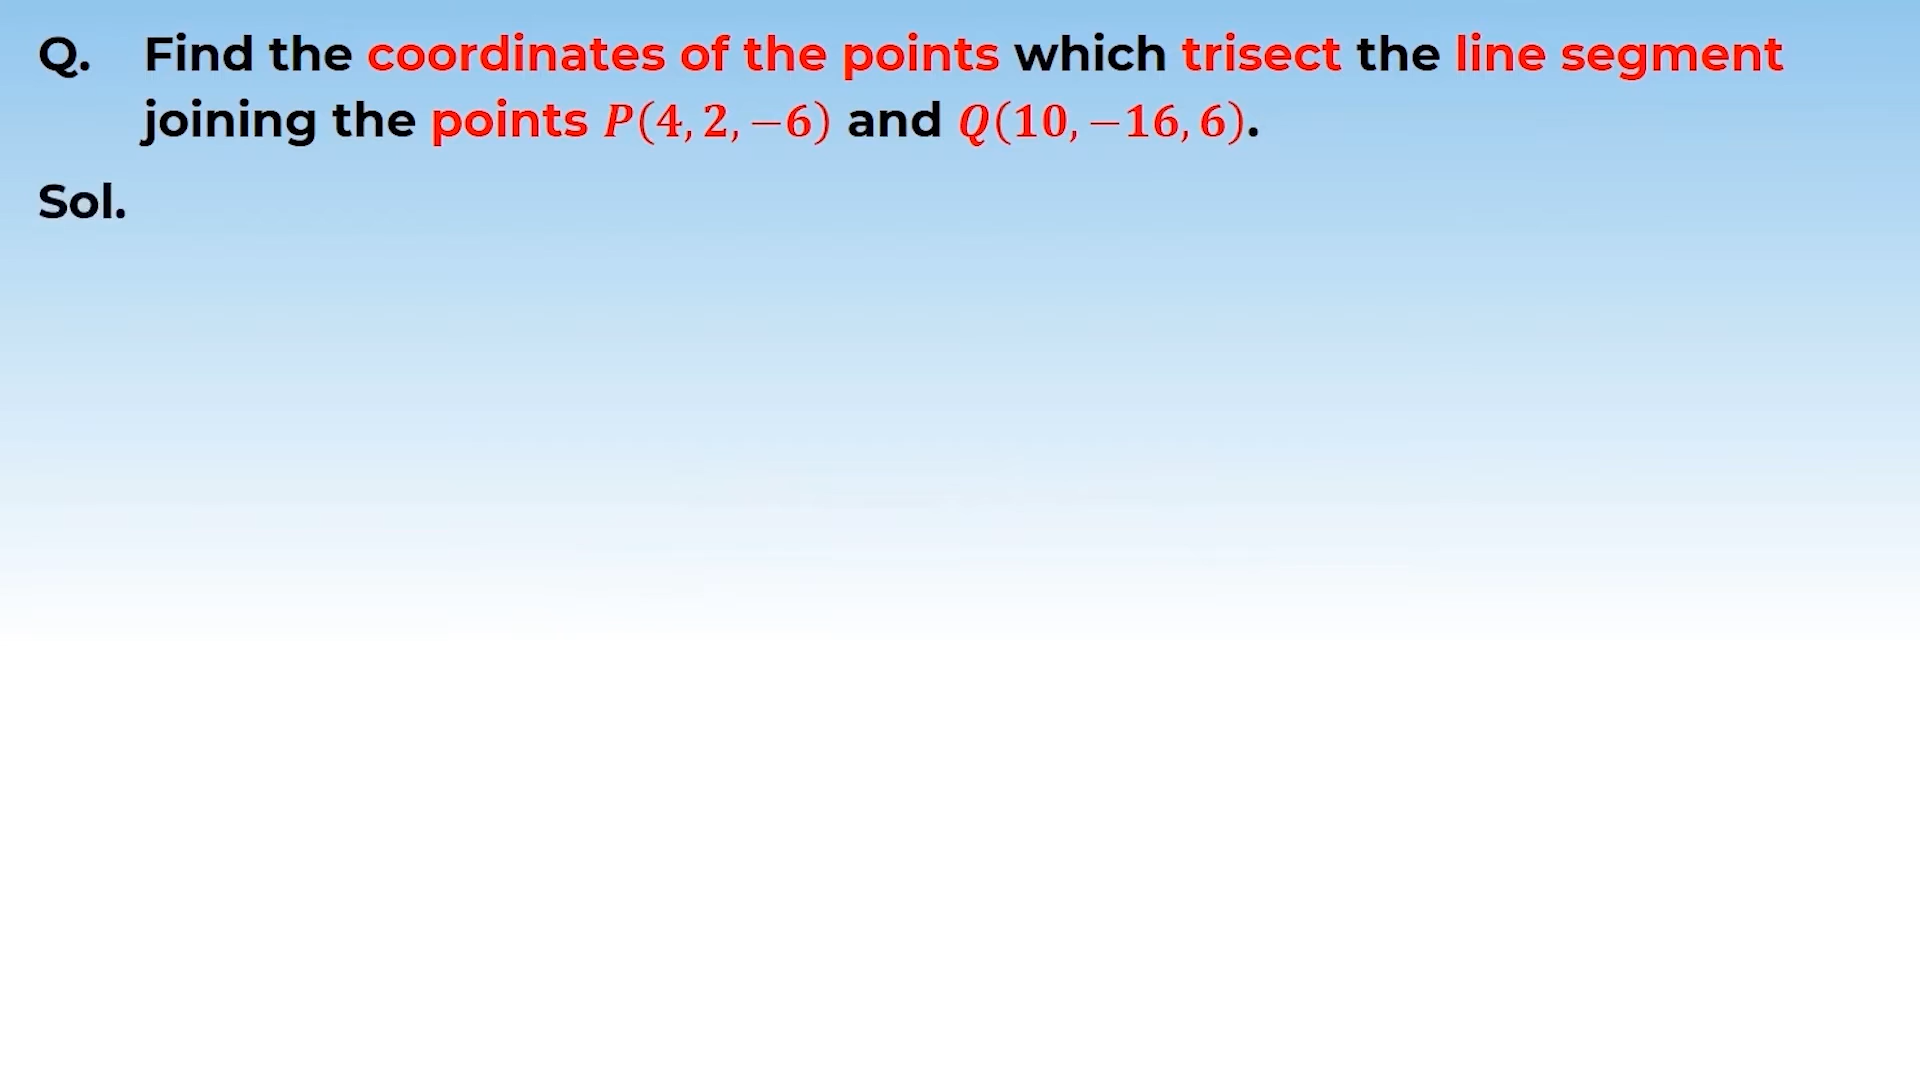 Q. Find the coordinates of the points which trisect the line segment
joining the points P(4, 2, −6) and Q(10, −16, 6).
Sol.